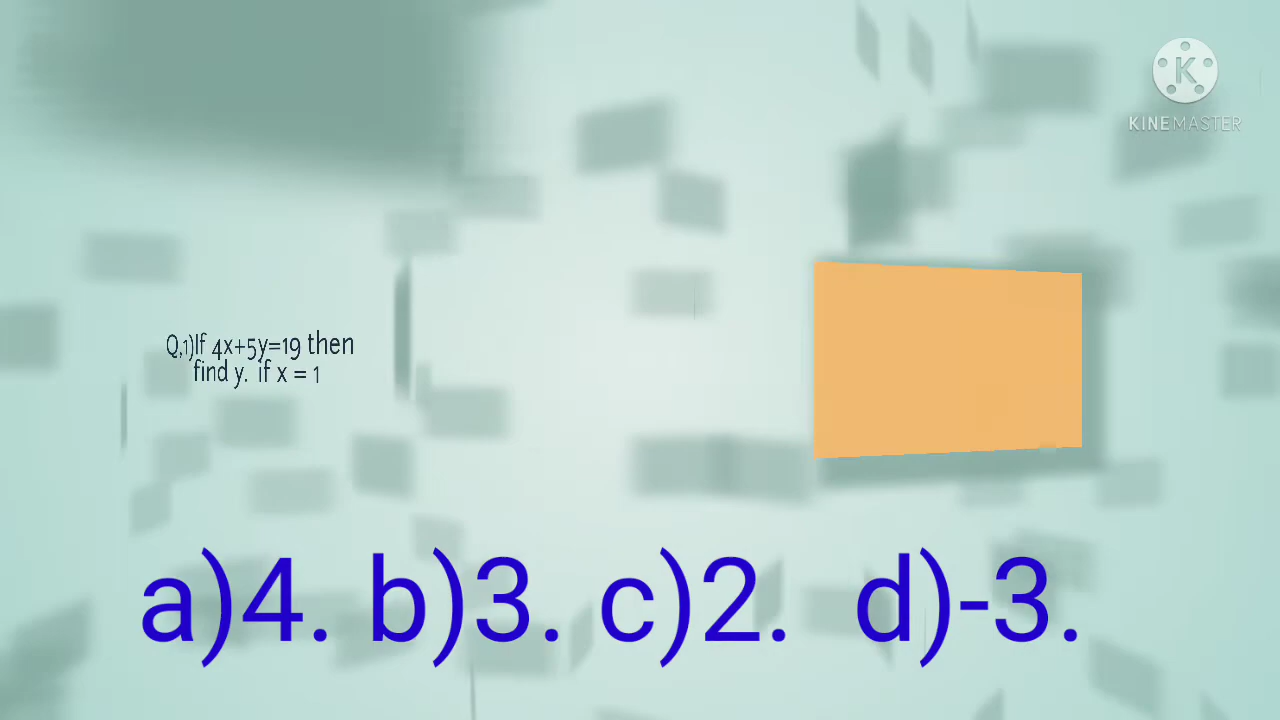 KINEMASTER
Q,1)If 4x+5y=19 then
find y. if x = 1
a)4. b)3. c)2. d)-3.